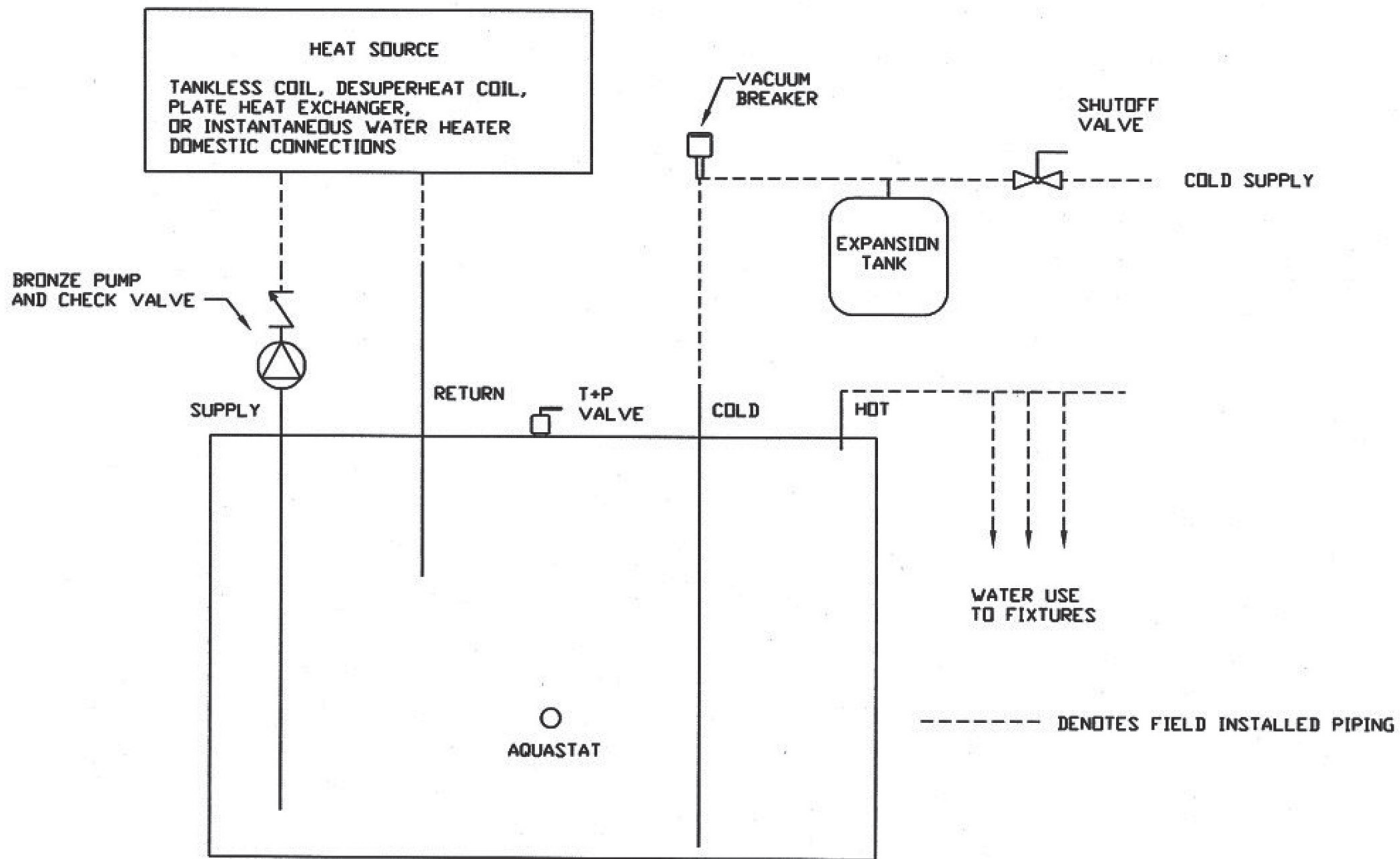 HEAT SOURCE
TANKLESS COIL, DESUPERHEAT COIL,
PLATE HEAT EXCHANGER,
OR INSTANTANEOUS WATER HEATER
DOMESTIC CONNECTIONS
VACUUM
BREAKER
SHUTOFF
VALVE
COLD SUPPLY
EXPANSION
TANK
BRONZE PUMP
AND CHECK VALVE
SUPPLY
RETURN
T+P
VALVE
COLD
HOT
WATER USE
TO FIXTURES
AQUASTAT
DENOTES FIELD INSTALLED PIPING